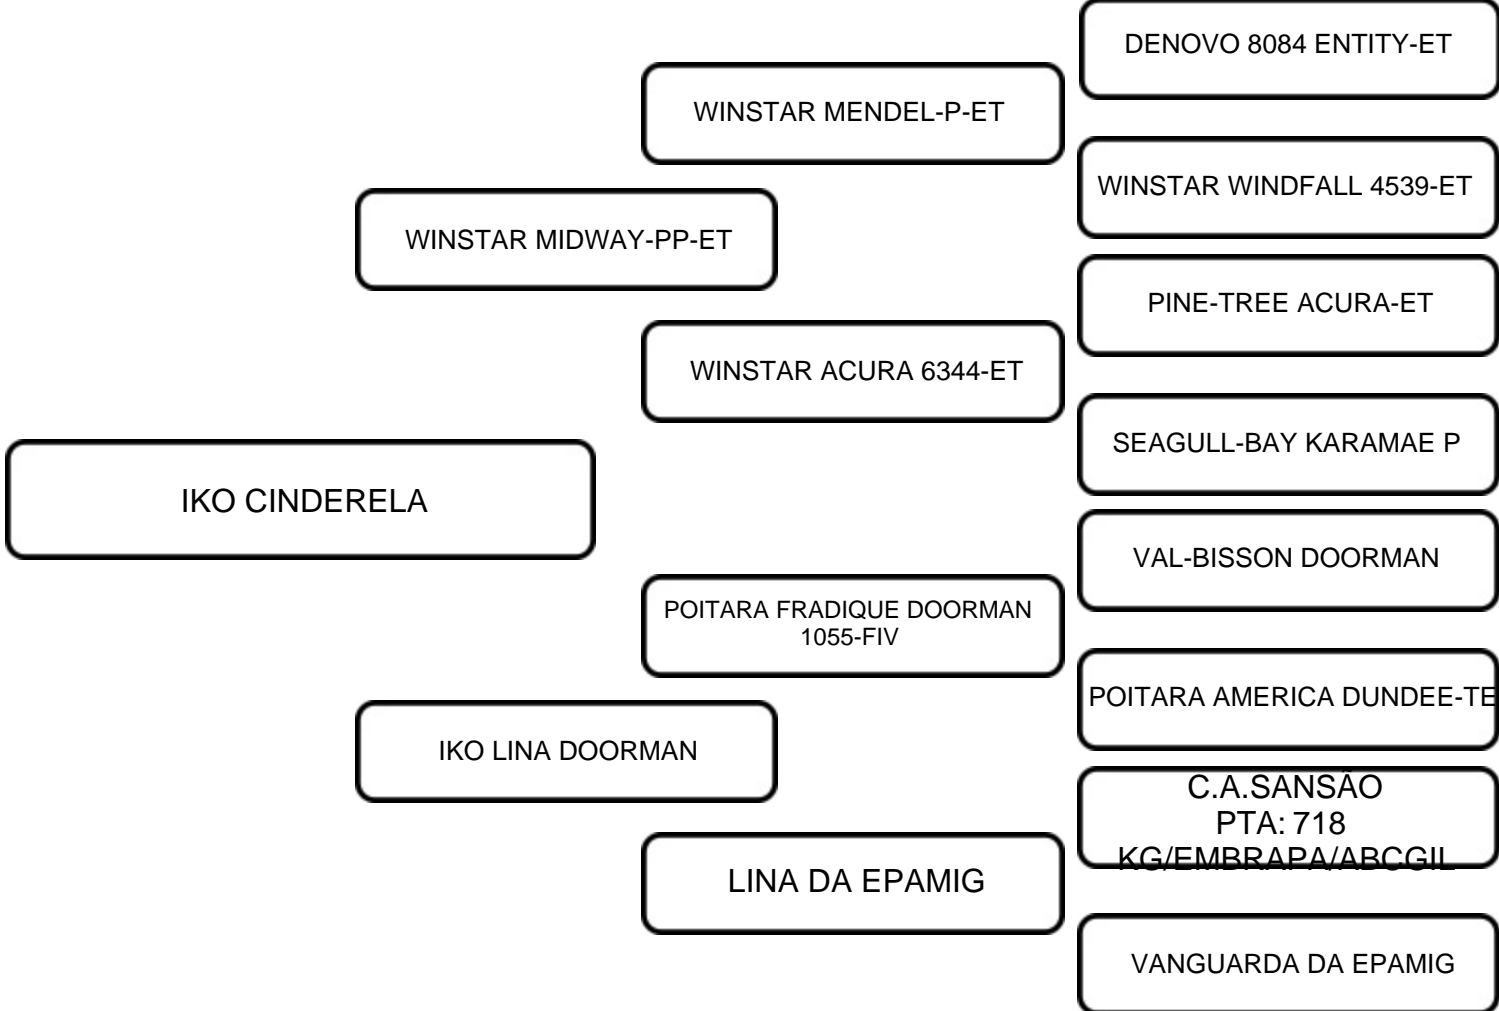 DENOVO 8084 ENTITY-ET
WINSTAR MENDEL-P-ET
WINSTAR WINDFALL 4539-ET
WINSTAR MIDWAY-PP-ET
PINE-TREE ACURA-ET
WINSTAR ACURA 6344-ET
SEAGULL-BAY KARAMAE P
IKO CINDERELA
VAL-BISSON DOORMAN
POITARA FRADIQUE DOORMAN
1055-FIV
POITARA AMERICA DUNDEE-TE
IKO LINA DOORMAN
C.A.SANSÃO
PTA: 718
KG/EMBRAPA/ABCGIL
LINA DA EPAMIG
VANGUARDA DA EPAMIG